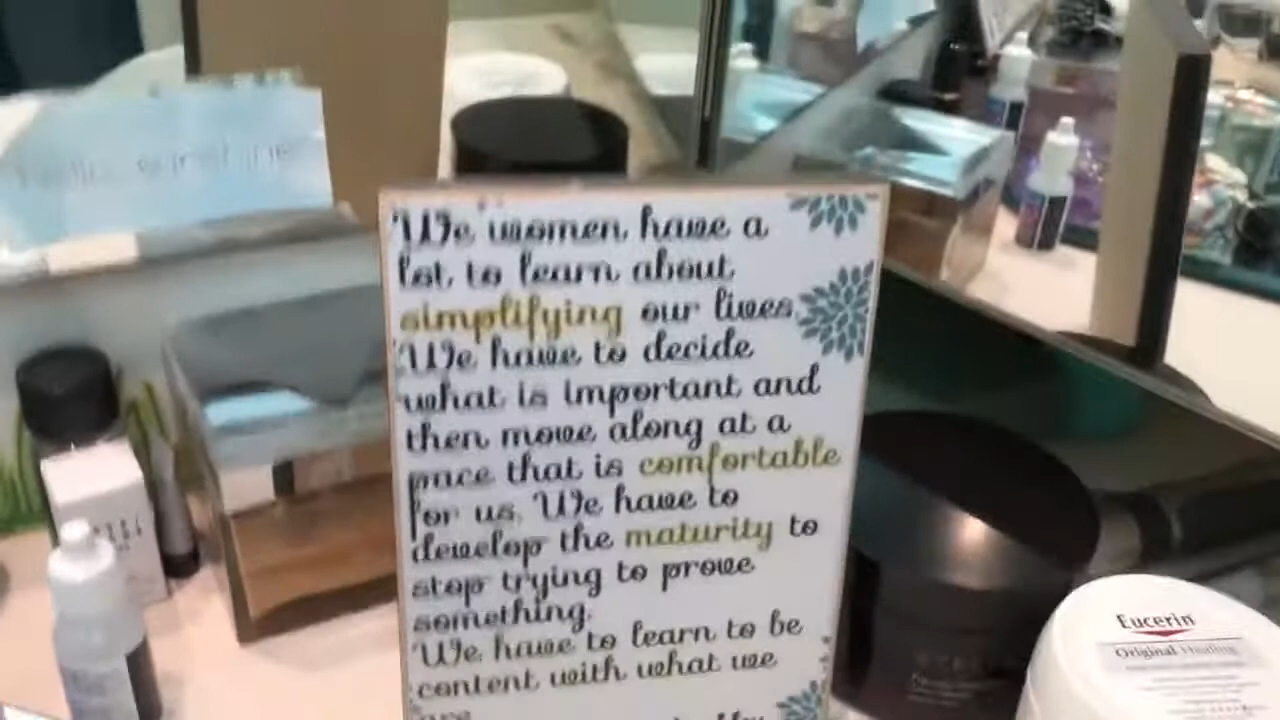 We women have a
lot to learn about
simplifying our lives.
We have to decide
what is important and
then move along at a
pace that is comfortable
for us. We have to
develop the maturity to
stop trying to prove
something.
We have to learn to be
content with what we
are
Eucerin
Original Healing